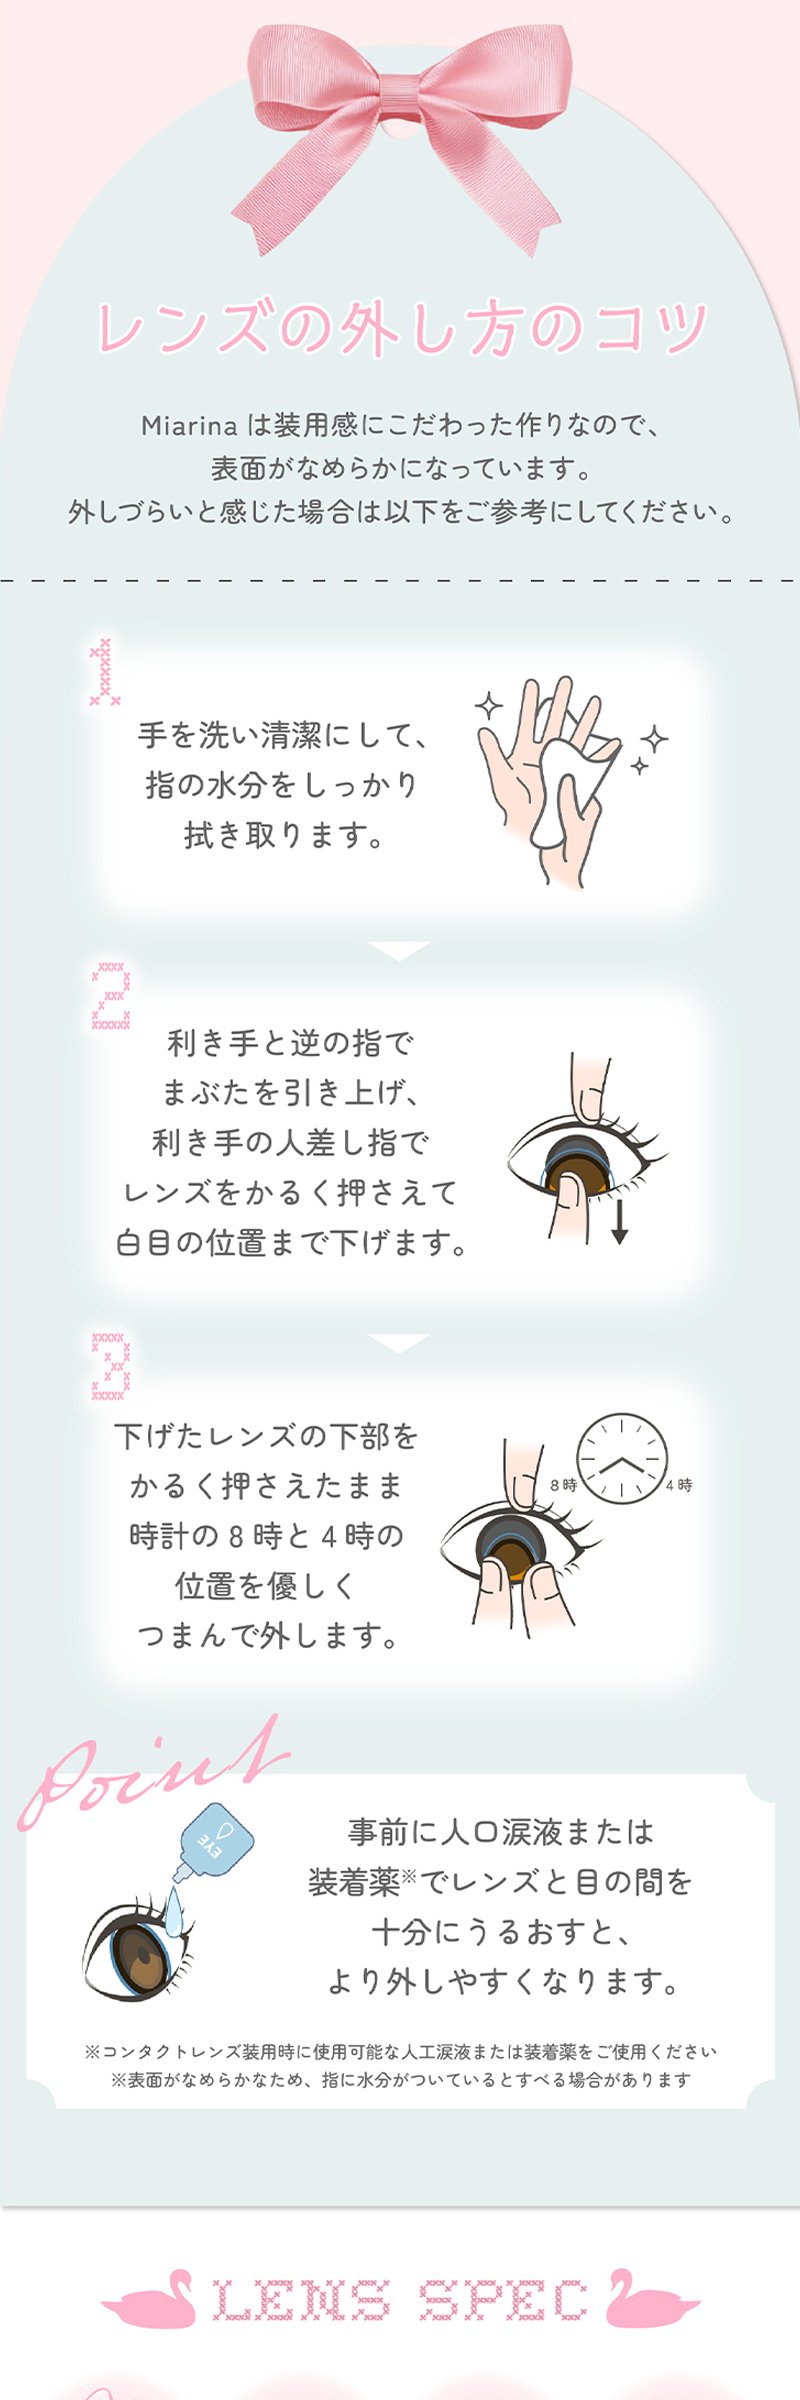 レンズの外し方のコツ
Miarina は装用感にこだわった作りなので、
表面がなめらかになっています。
外しづらいと感じた場合は以下をご参考にしてください。
1
手を洗い清潔にして、
指の水分をしっかり
拭き取ります。
2
利き手と逆の指で
まぶたを引き上げ、
利き手の人差し指で
レンズをかるく押さえて
白目の位置まで下げます。
3
下げたレンズの下部を
かるく押さえたまま
時計の 8 時と 4 時の
位置を優しく
つまんで外します。
8 時
4 時
Point
EYE
事前に人口涙液または
装着薬※でレンズと目の間を
十分にうるおすと、
より外しやすくなります。
※コンタクトレンズ装用時に使用可能な人工涙液または装着薬をご使用ください
※表面がなめらかなため、指に水分がついているとすべる場合があります
LENS SPEC